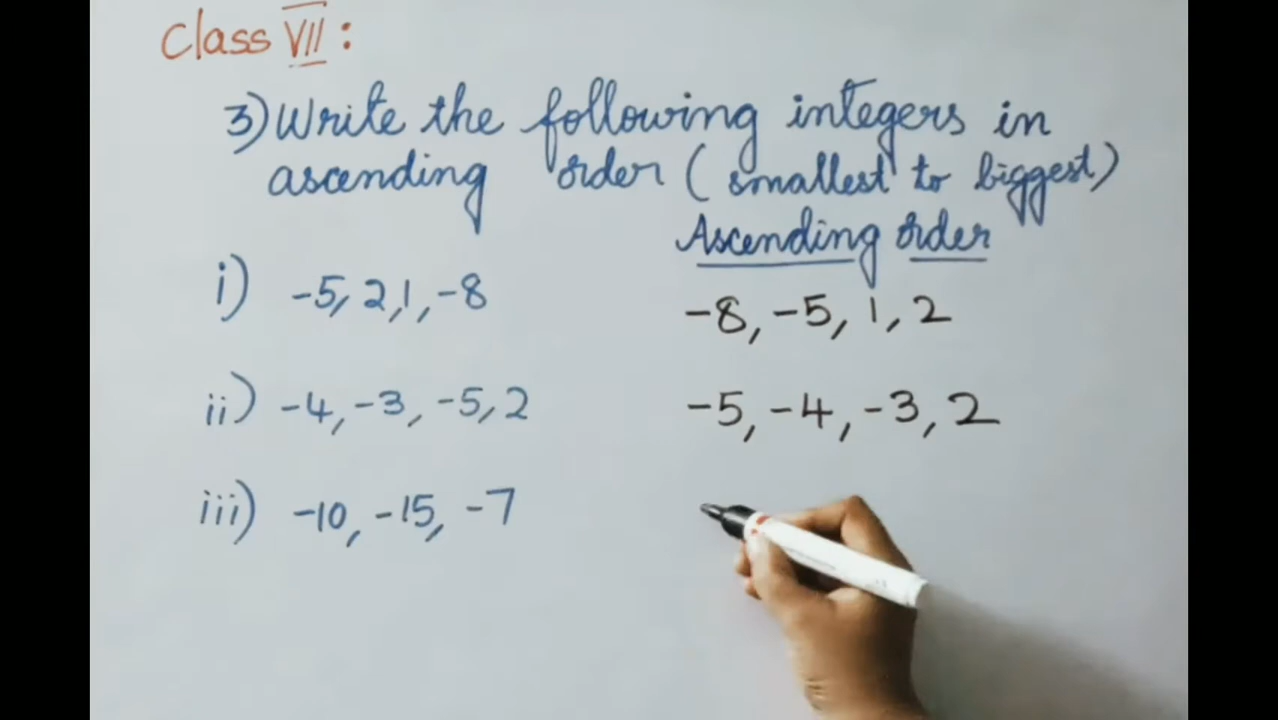 Class VII:
3) Write the following integers in
ascending order (smallest to biggest)
Ascending order
i) -5, 2, 1, -8 -8, -5, 1, 2
ii) -4, -3, -5, 2 -5, -4, -3, 2
iii) -10, -15, -7